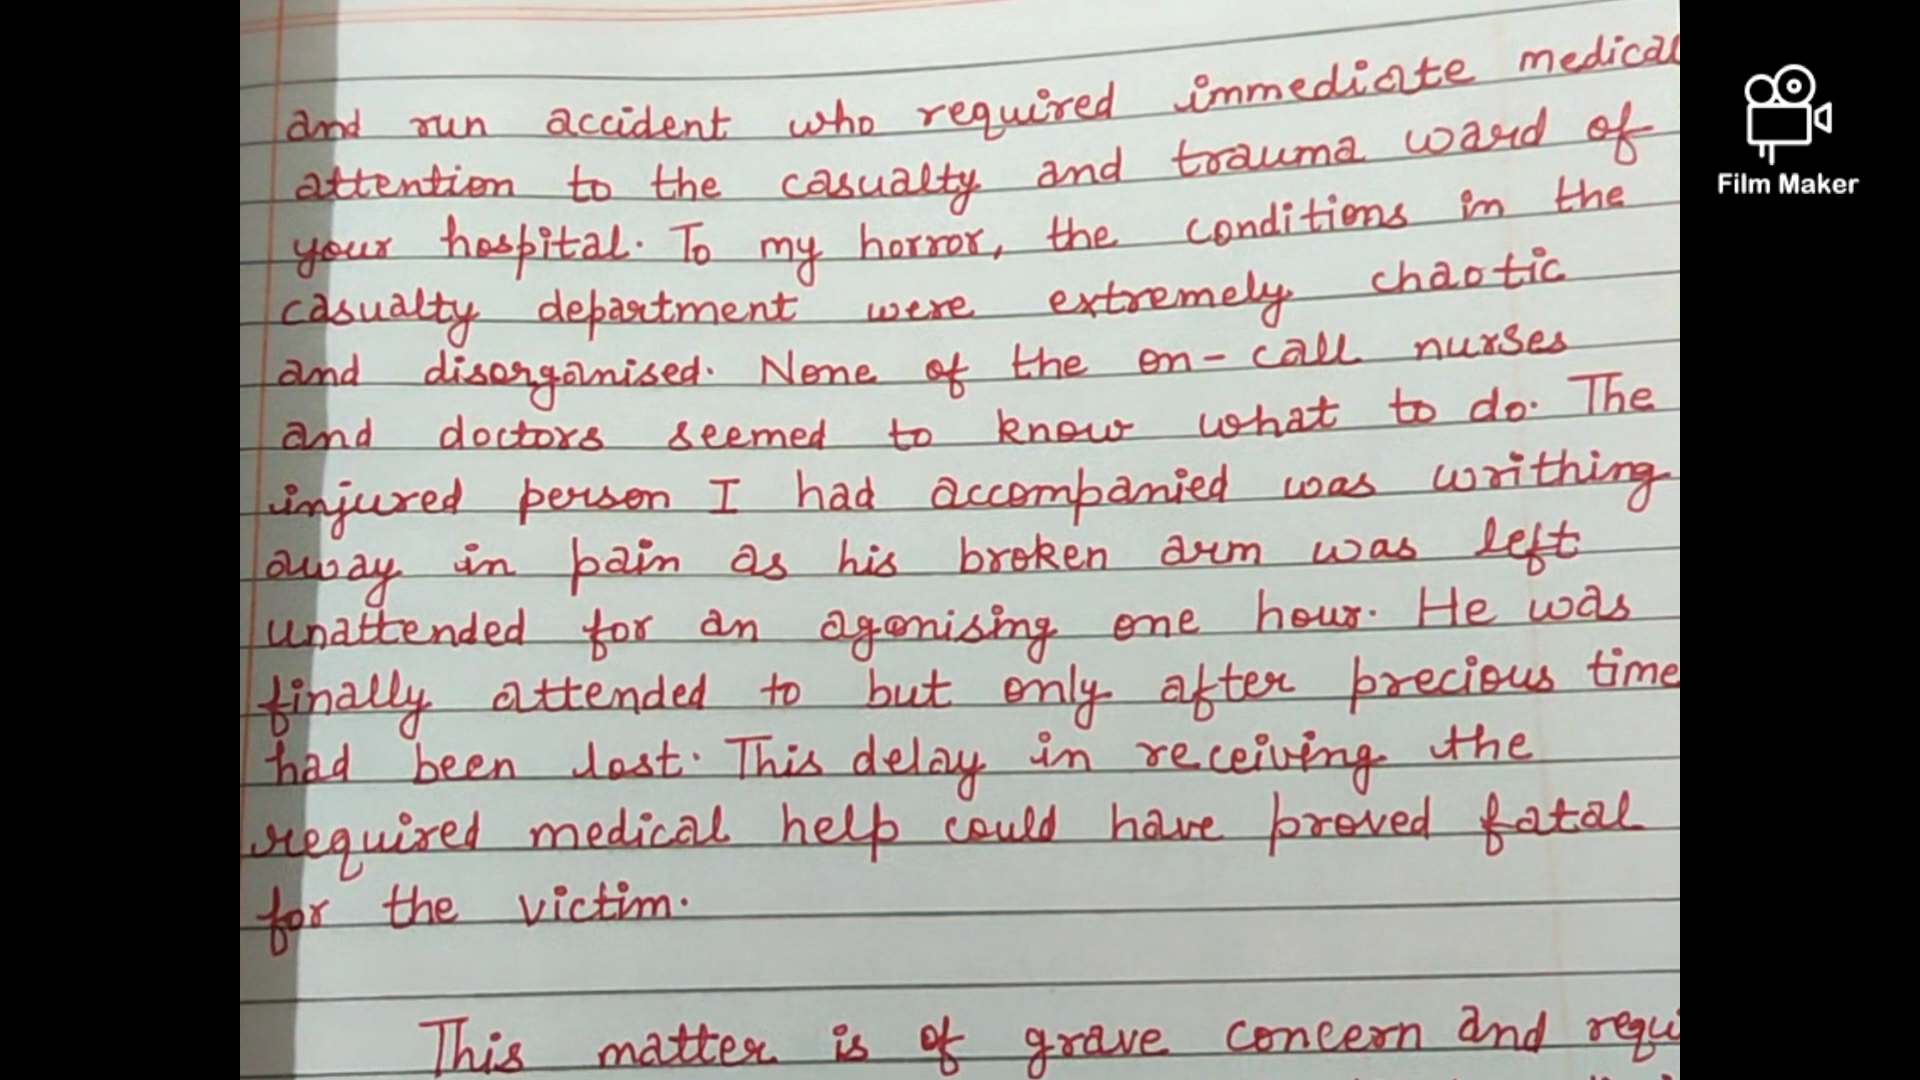 and run accident who required immediate medical
attention to the casualty and trauma ward of
your hospital. To my horror, the conditions in the
casualty department were extremely chaotic
and disorganised. None of the on-call nurses
and doctors seemed to know what to do. The
injured person I had accompanied was writhing
away in pain as his broken arm was left
unattended for an agonising one hour. He was
finally attended to but only after precious time
had been lost. This delay in receiving the
required medical help could have proved fatal
for the victim.
This matter is of grave concern and requi
Film Maker